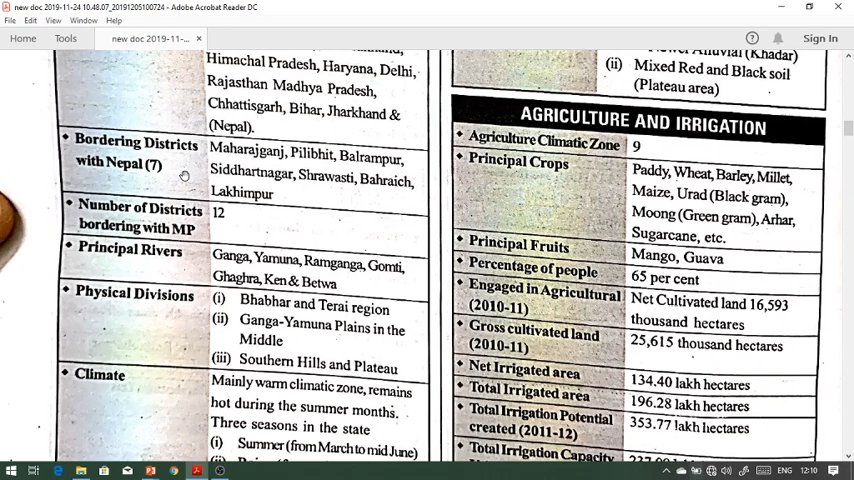 new doc 2019-11-24 10.48.07_20191205100724 - Adobe Acrobat Reader DC
File Edit View Window Help
Home Tools new doc 2019-11-... × Sign In
Himachal Pradesh, Haryana, Delhi,
Rajasthan Madhya Pradesh,
Chhattisgarh, Bihar, Jharkhand &
(Nepal).
• Bordering Districts
with Nepal (7)
Maharajganj, Pilibhit, Balrampur,
Siddhartnagar, Shrawasti, Bahraich,
Lakhimpur
• Number of Districts
bordering with MP
12
• Principal Rivers
Ganga, Yamuna, Ramganga, Gomti,
Ghaghra, Ken & Betwa
• Physical Divisions
(i) Bhabhar and Terai region
(ii) Ganga-Yamuna Plains in the
Middle
(iii) Southern Hills and Plateau
• Climate
Mainly warm climatic zone, remains
hot during the summer months.
Three seasons in the state
(i) Summer (from March to mid June)
(ii) Mixed Red and Black soil
(Plateau area)
AGRICULTURE AND IRRIGATION
• Agriculture Climatic Zone 9
• Principal Crops
Paddy, Wheat, Barley, Millet,
Maize, Urad (Black gram),
Moong (Green gram), Arhar,
Sugarcane, etc.
• Principal Fruits Mango, Guava
• Percentage of people 65 per cent
• Engaged in Agricultural
(2010-11)
Net Cultivated land 16,593
thousand hectares
• Gross cultivated land
(2010-11)
25,615 thousand hectares
• Net Irrigated area 134.40 lakh hectares
• Total Irrigated area 196.28 lakh hectares
• Total Irrigation Potential
created (2011-12)
353.77 lakh hectares
• Total Irrigation Capacity
ENG 12:10